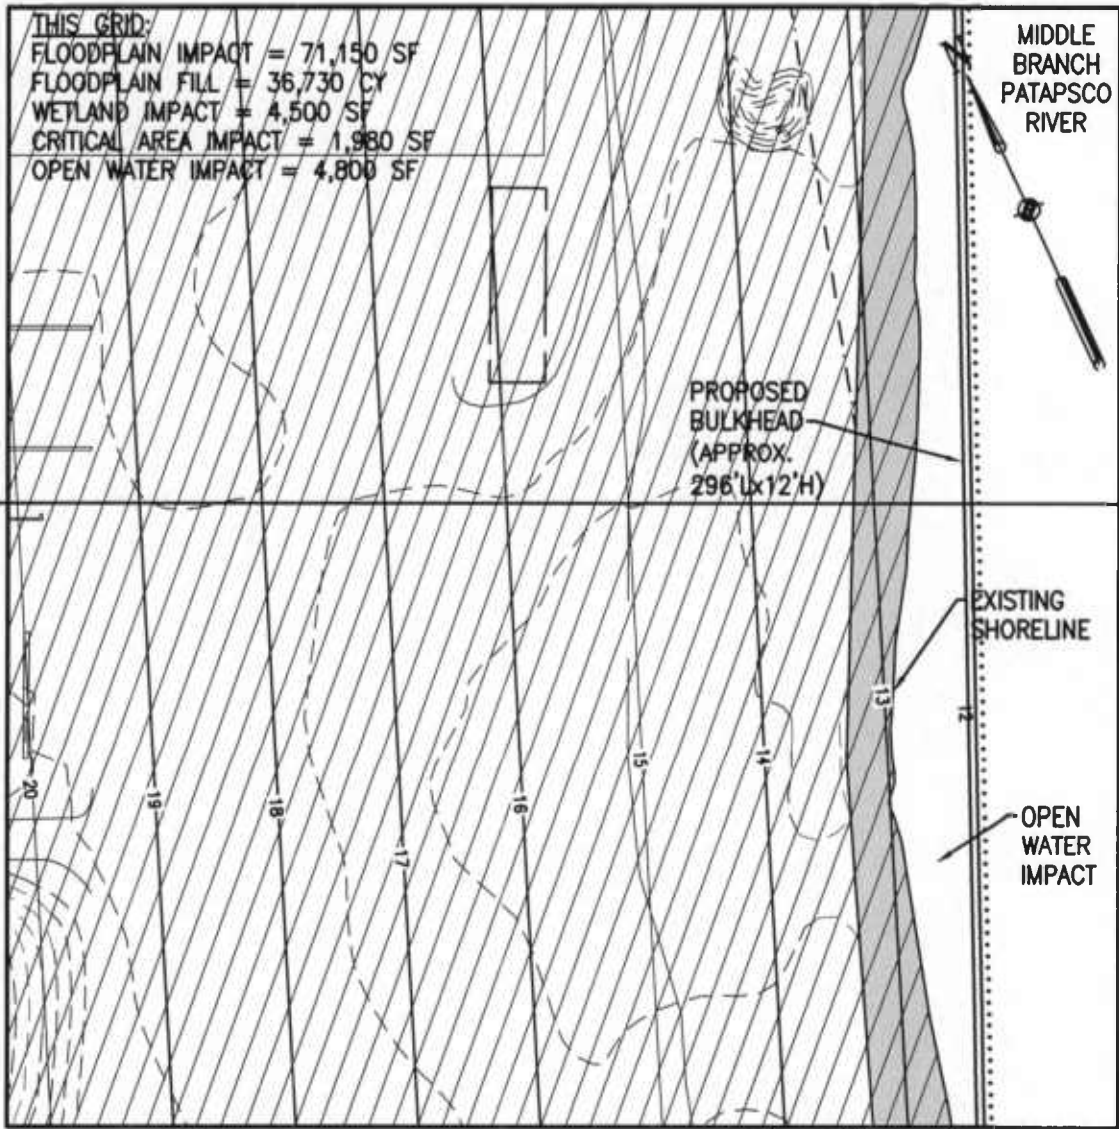 THIS GRID:
FLOODPLAIN IMPACT = 71,150 SF
FLOODPLAIN FILL = 36,730 CY
WETLAND IMPACT = 4,500 SF
CRITICAL AREA IMPACT = 1,980 SF
OPEN WATER IMPACT = 4,800 SF
MIDDLE
BRANCH
PATAPSCO
RIVER
PROPOSED
BULKHEAD
(APPROX.
296'Lx12'H)
EXISTING
SHORELINE
13
12
20
19
18
17
16
15
14
OPEN
WATER
IMPACT